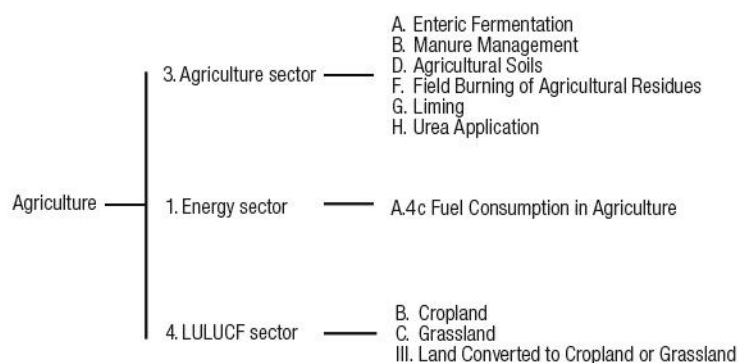 A. Enteric Fermentation
B. Manure Management
3. Agriculture sector
D. Agricultural Soils
F. Field Burning of Agricultural Residues
G. Liming
H. Urea Application
Agriculture
1. Energy sector
A.4c Fuel Consumption in Agriculture
4. LULUCF sector
B. Cropland
C. Grassland
III. Land Converted to Cropland or Grassland